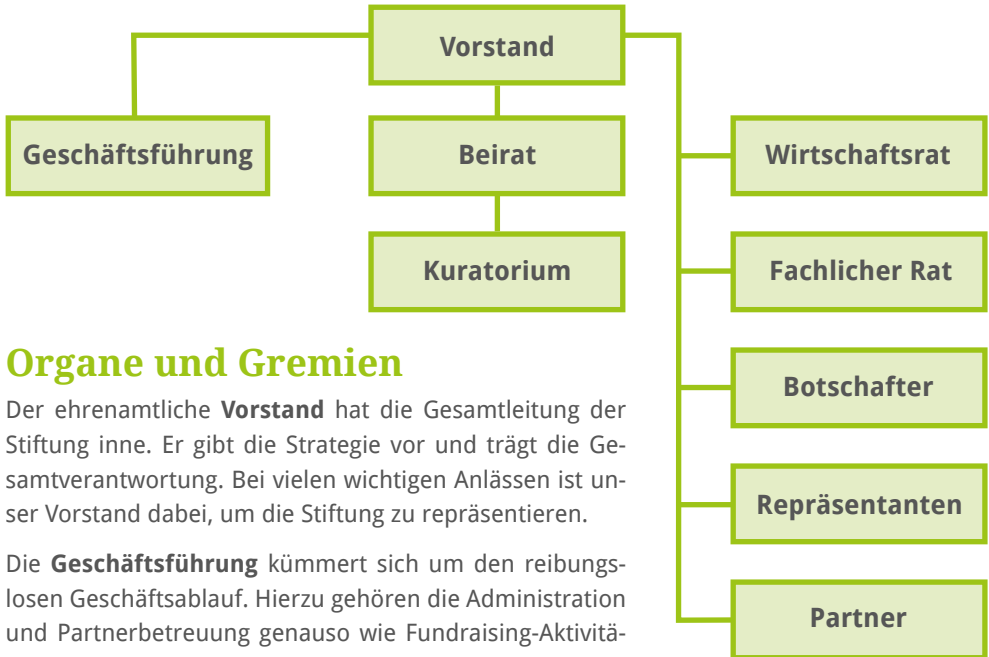 Vorstand
Geschäftsführung
Beirat
Wirtschaftsrat
Kuratorium
Fachlicher Rat
Botschafter
Repräsentanten
Partner
Organe und Gremien
Der ehrenamtliche Vorstand hat die Gesamtleitung der
Stiftung inne. Er gibt die Strategie vor und trägt die Ge-
samtverantwortung. Bei vielen wichtigen Anlässen ist un-
ser Vorstand dabei, um die Stiftung zu repräsentieren.
Die Geschäftsführung kümmert sich um den reibungs-
losen Geschäftsablauf. Hierzu gehören die Administration
und Partnerbetreuung genauso wie Fundraising-Aktivitä-